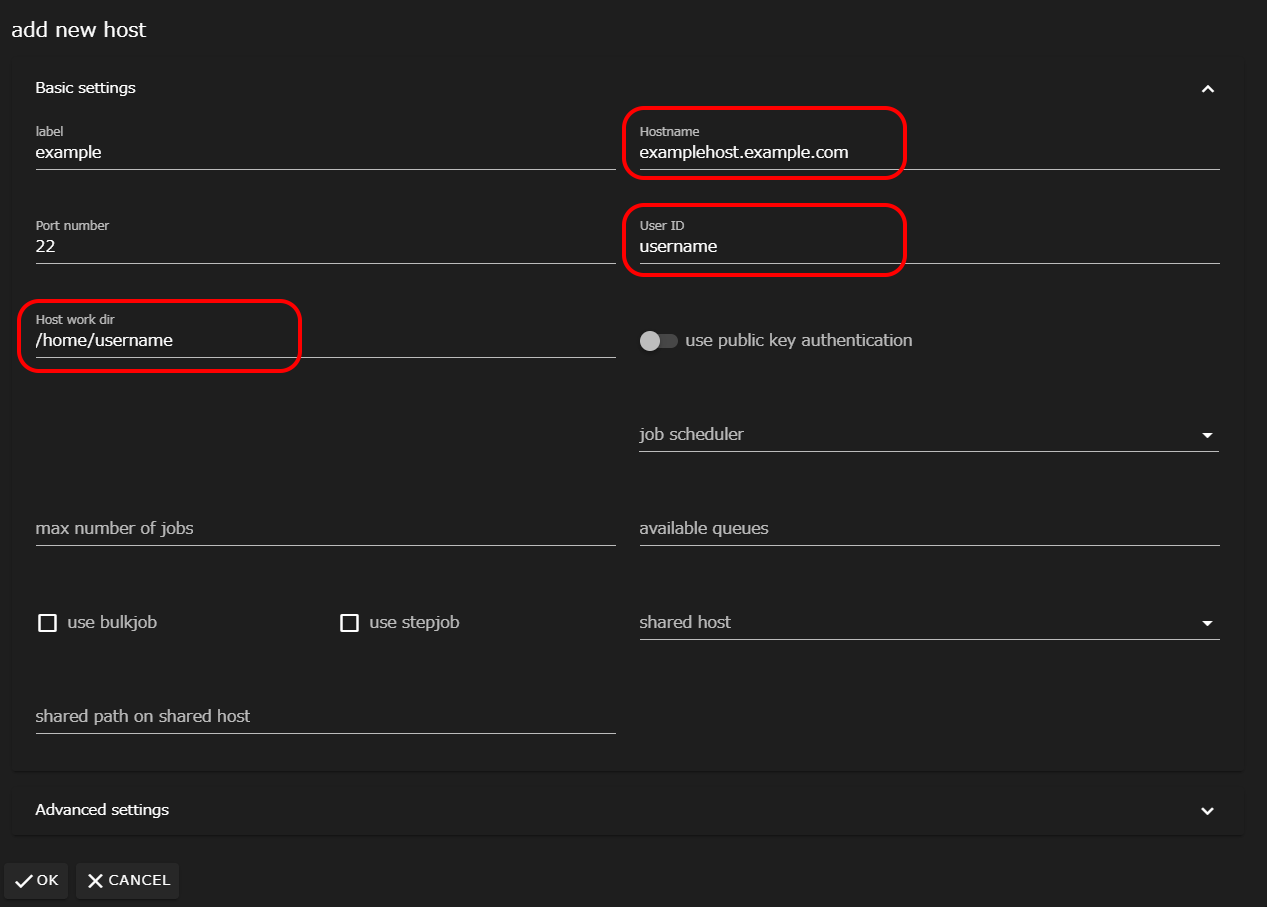 add new host
Basic settings
label
example
Hostname
examplehost.example.com
Port number
22
User ID
username
Host work dir
/home/username
use public key authentication
job scheduler
max number of jobs
available queues
use bulkjob
use stepjob
shared host
shared path on shared host
Advanced settings
OK
CANCEL